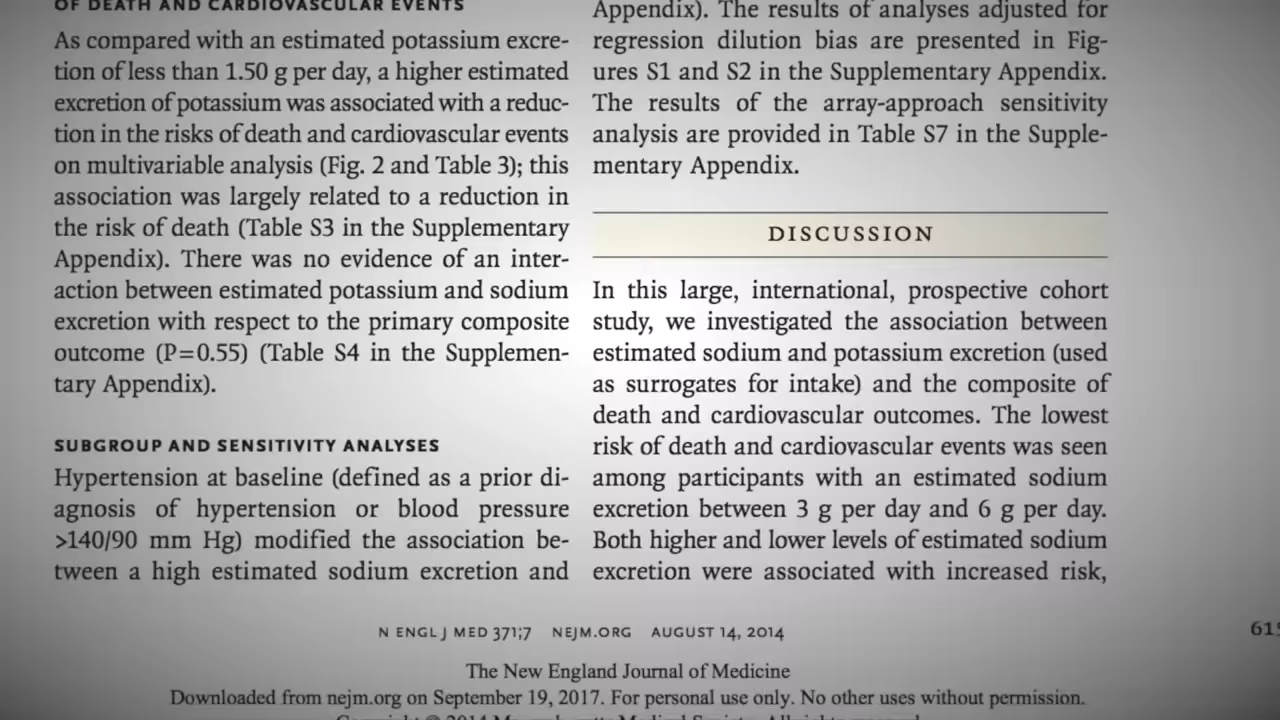 OF DEATH AND CARDIOVASCULAR EVENTS
As compared with an estimated potassium excre-
tion of less than 1.50 g per day, a higher estimated
excretion of potassium was associated with a reduc-
tion in the risks of death and cardiovascular events
on multivariable analysis (Fig. 2 and Table 3); this
association was largely related to a reduction in
the risk of death (Table S3 in the Supplementary
Appendix). There was no evidence of an inter-
action between estimated potassium and sodium
excretion with respect to the primary composite
outcome (P=0.55) (Table S4 in the Supplemen-
tary Appendix).
SUBGROUP AND SENSITIVITY ANALYSES
Hypertension at baseline (defined as a prior di-
agnosis of hypertension or blood pressure
>140/90 mm Hg) modified the association be-
tween a high estimated sodium excretion and
Appendix). The results of analyses adjusted for
regression dilution bias are presented in Fig-
ures S1 and S2 in the Supplementary Appendix.
The results of the array-approach sensitivity
analysis are provided in Table S7 in the Supple-
mentary Appendix.
DISCUSSION
In this large, international, prospective cohort
study, we investigated the association between
estimated sodium and potassium excretion (used
as surrogates for intake) and the composite of
death and cardiovascular outcomes. The lowest
risk of death and cardiovascular events was seen
among participants with an estimated sodium
excretion between 3 g per day and 6 g per day.
Both higher and lower levels of estimated sodium
excretion were associated with increased risk,
N ENGL J MED 371;7 NEJM.ORG AUGUST 14, 2014
The New England Journal of Medicine
Downloaded from nejm.org on September 19, 2017. For personal use only. No other uses without permission.